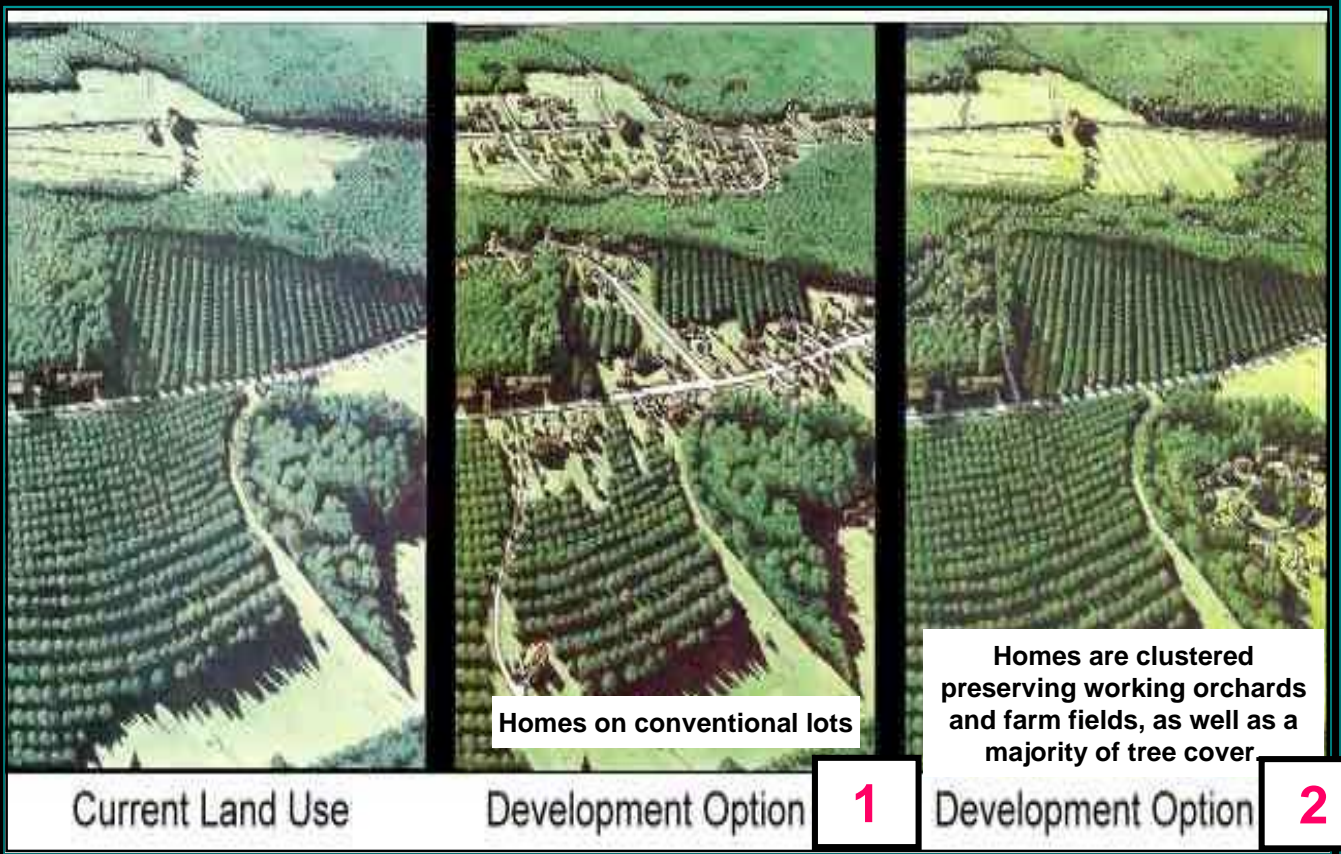 Homes on conventional lots
Homes are clustered
preserving working orchards
and farm fields, as well as a
majority of tree cover.
Current Land Use
Development Option 1
Development Option 2